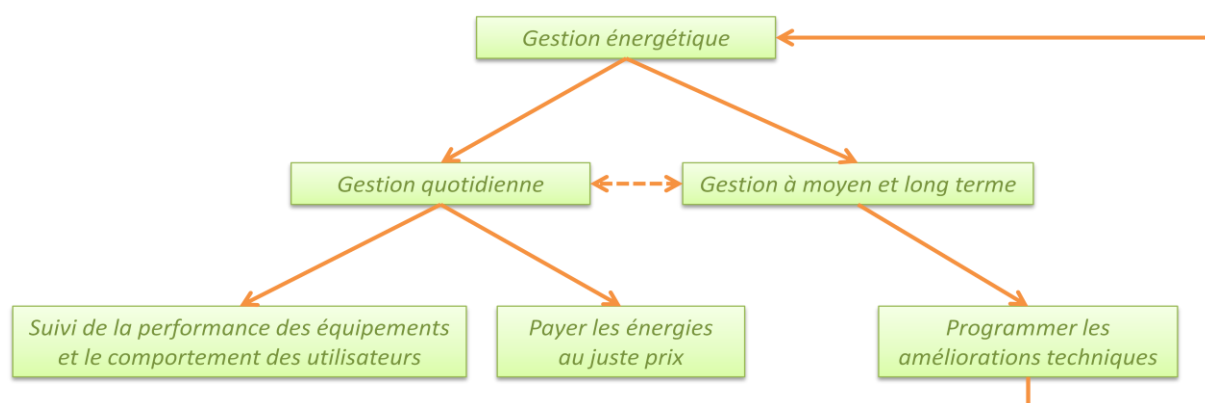 Gestion énergétique
Gestion quotidienne
Gestion à moyen et long terme
Suivi de la performance des équipements
et le comportement des utilisateurs
Payer les énergies
au juste prix
Programmer les
améliorations techniques